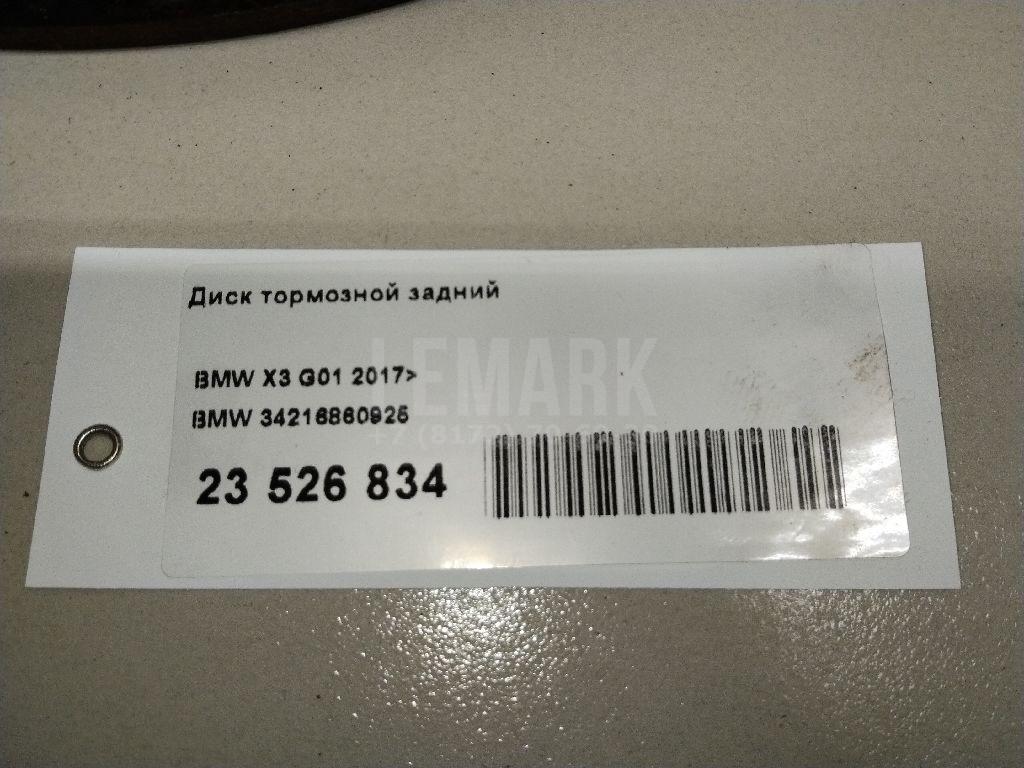 Диск тормозной задний
BMW X3 G01 2017>
LEMARK
BMW 34216860925
23 526 834